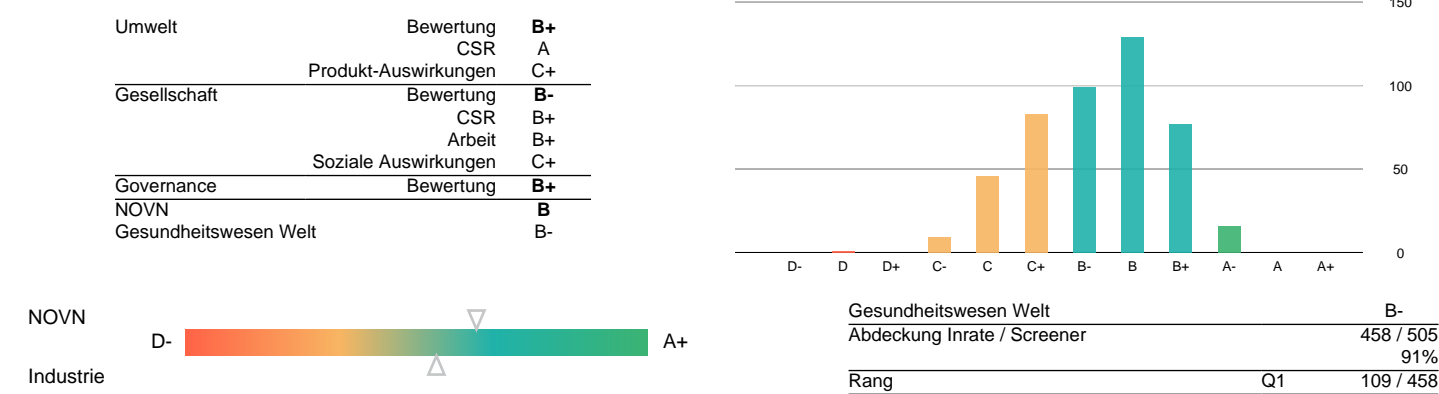 Umwelt Bewertung B+
CSR A
Produkt-Auswirkungen C+
Gesellschaft Bewertung B-
CSR B+
Arbeit B+
Soziale Auswirkungen C+
Governance Bewertung B+
NOVN B
Gesundheitswesen Welt B-
150
100
50
0
D- D D+ C- C C+ B- B B+ A- A A+
NOVN
D- A+
Industrie
Gesundheitswesen Welt B-
Abdeckung Inrate / Screener 458 / 505
91%
Rang Q1 109 / 458